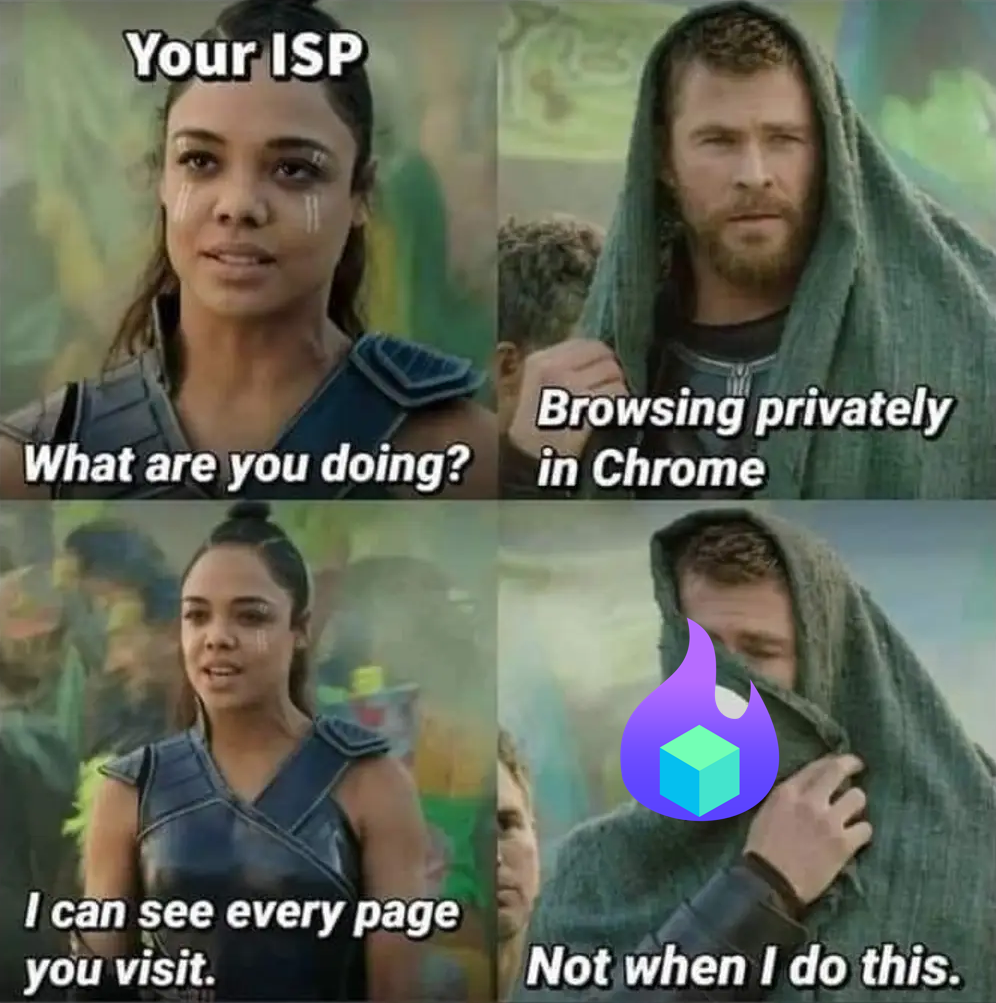 Your ISP
What are you doing?
Browsing privately
in Chrome
I can see every page
you visit.
Not when I do this.